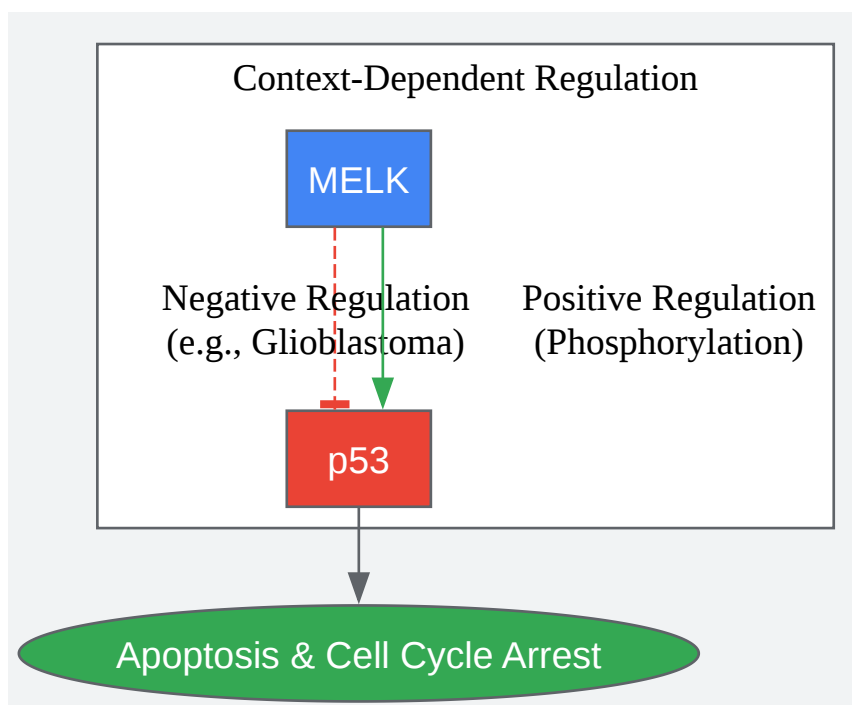 Context-Dependent Regulation
MELK
Negative Regulation
(e.g., Glioblastoma)
Positive Regulation
(Phosphorylation)
p53
Apoptosis & Cell Cycle Arrest